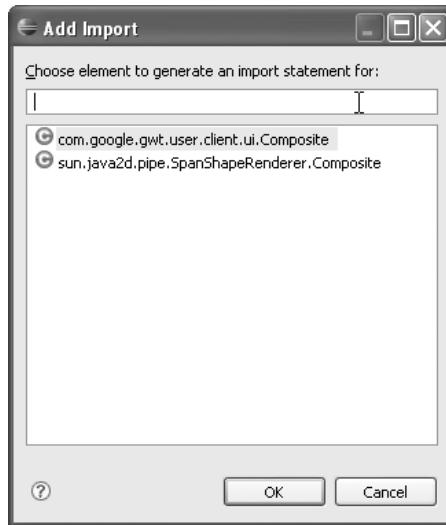 Add Import
Choose element to generate an import statement for:
com.google.gwt.user.client.ui.Composite
sun.java2d.pipe.SpanShapeRenderer.Composite
OK
Cancel